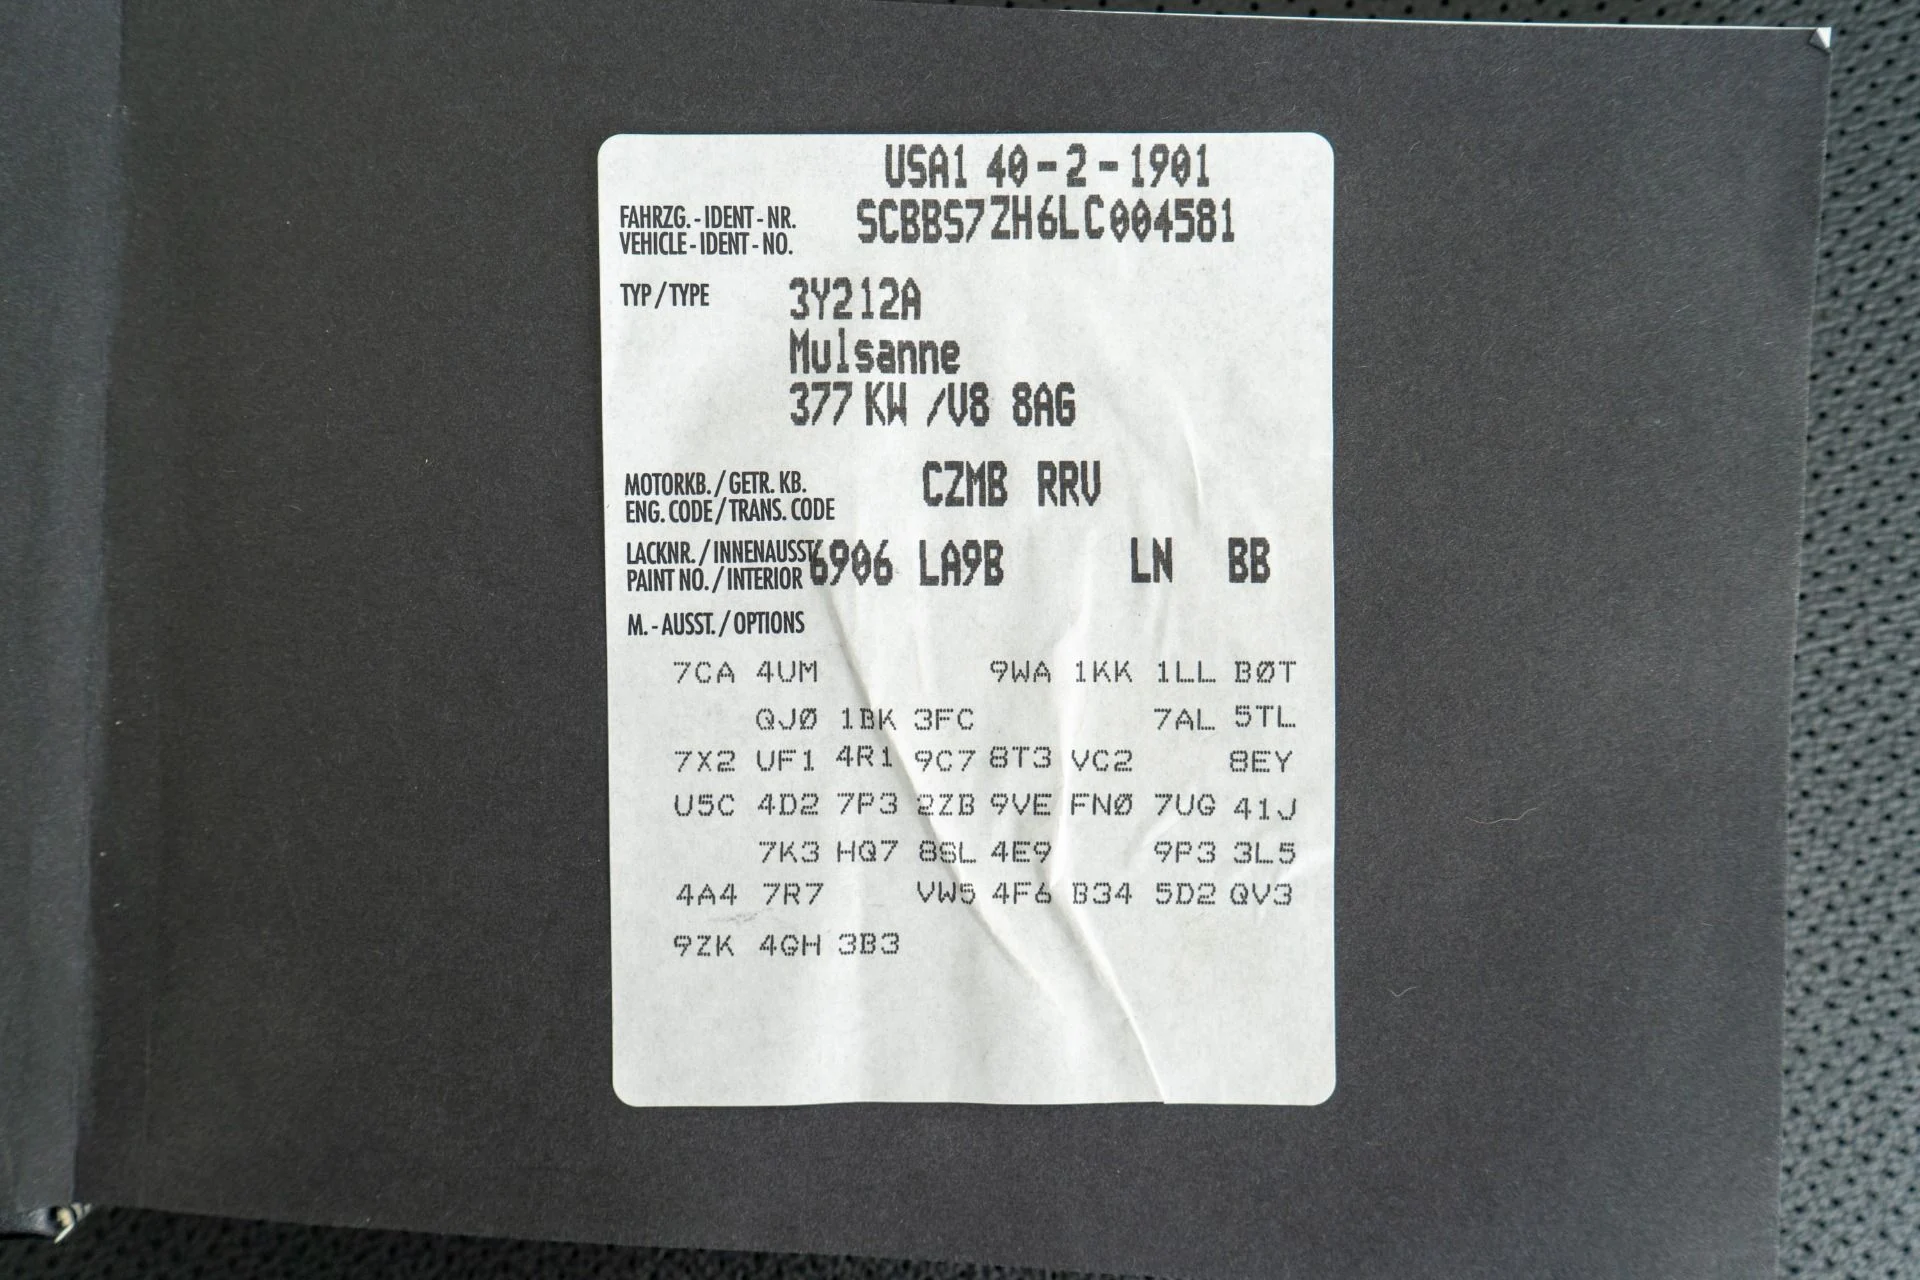 USA1 40-2-1901
FAHRZG.-IDENT-NR.
VEHICLE-IDENT-NO. SCBBS7ZH6LC004581
TYP/TYPE 3Y212A
Mulsanne
377 KW /V8 8AG
MOTORKB./GETR. KB.
ENG. CODE/TRANS. CODE CZMB RRV
LACKNR./INNENAUSST.
PAINT NO./INTERIOR 6906 LA9B LN BB
M.-AUSST./OPTIONS
7CA 4UM 9WA 1KK 1LL BØT
QJØ 1BK 3FC 7AL 5TL
7X2 UF1 4R1 9C7 8T3 VC2 8EY
U5C 4D2 7P3 2ZB 9VE FNØ 7UG 41J
7K3 HQ7 8SL 4E9 9P3 3L5
4A4 7R7 VW5 4F6 B34 5D2 QV3
9ZK 4GH 3B3